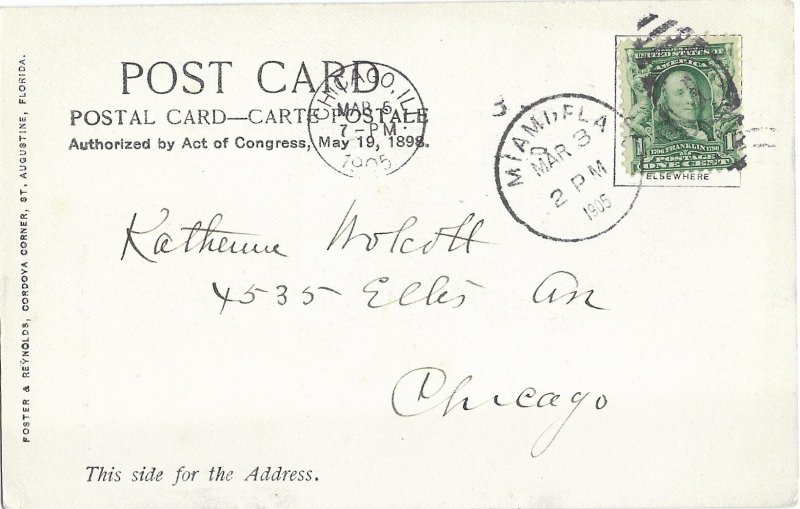 POST CARD
POSTAL CARD—CARTE POSTALE
Authorized by Act of Congress, May 19, 1898.
CHICAGO, ILL
MAR 5
7-PM
1905
MIAMI, FLA
MAR 3
2 PM
1905
UNITED STATES OF
AMERICA
1 1
1706 FRANKLIN 1790
POSTAGE
ONE CENT
ELSEWHERE
Katherine Wolcott
4535 Ellis Av
Chicago
This side for the Address.
FOSTER & REYNOLDS, CORDOVA CORNER, ST. AUGUSTINE, FLORIDA.